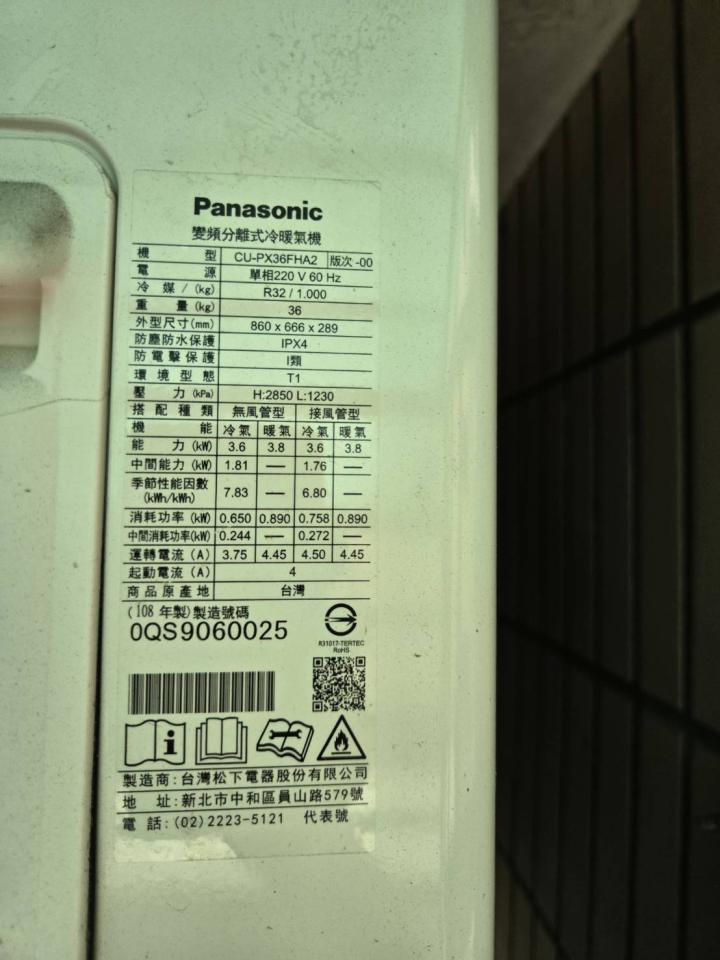 Panasonic
變頻分離式冷暖氣機
機 型 CU-PX36FHA2 版次 -00
電 源 單相220 V 60 Hz
冷 媒 / (kg) R32 / 1.000
重 量 (kg) 36
外型尺寸(mm) 860 x 666 x 289
防塵防水保護 IPX4
防電擊保護 I類
環境型態 T1
壓 力 (kPa) H:2850 L:1230
搭配種類 無風管型 接風管型
機 能 冷氣 暖氣 冷氣 暖氣
能 力 (kW) 3.6 3.8 3.6 3.8
中間能力 (kW) 1.81 — 1.76 —
季節性能因數
(kWh/kWh) 7.83 — 6.80 —
消耗功率 (kW) 0.650 0.890 0.758 0.890
中間消耗功率(kW) 0.244 — 0.272 —
運轉電流 (A) 3.75 4.45 4.50 4.45
起動電流 (A) 4
商品原產地 台灣
(108 年製) 製造號碼
0QS9060025
R31017-TERTEC
RoHS
製造商:台灣松下電器股份有限公司
地 址:新北市中和區員山路579號
電 話:(02)2223-5121 代表號